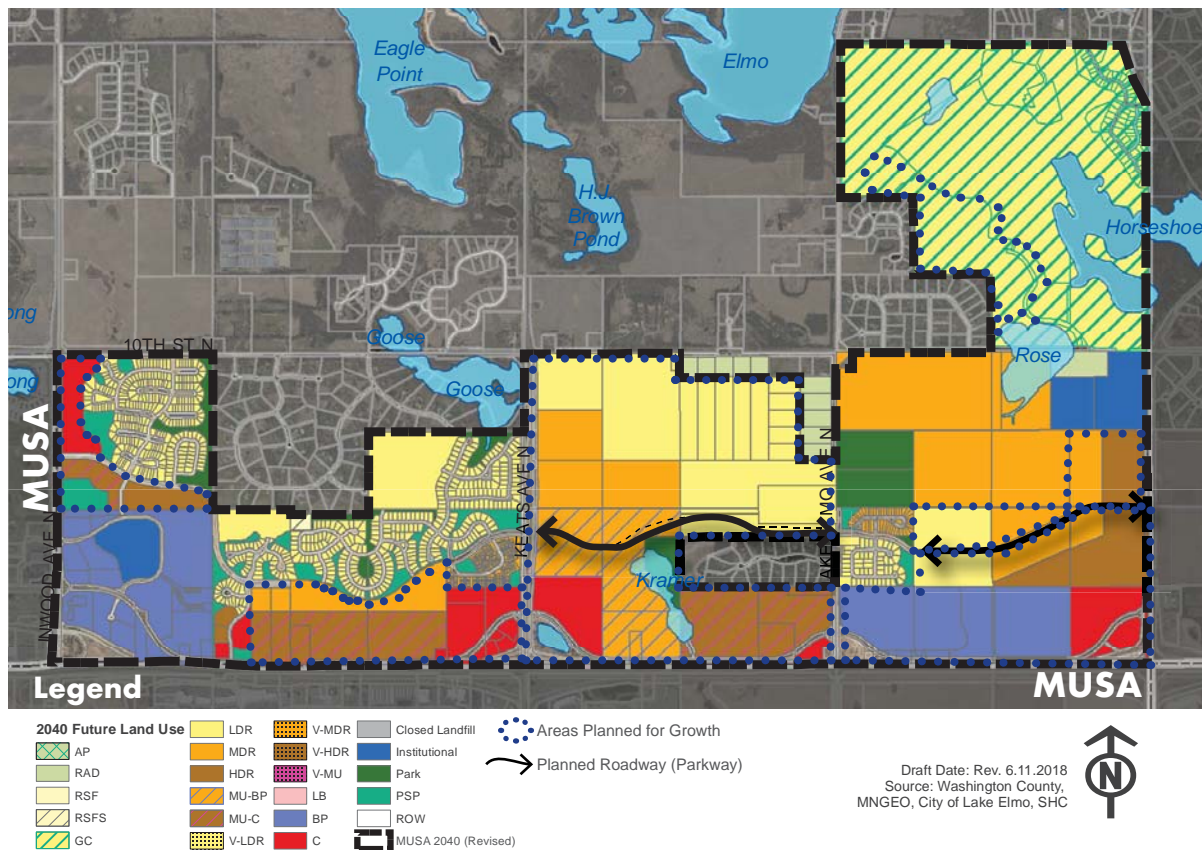 Eagle
Point
Elmo
H.J.
Brown
Pond
Horseshoe
ong
Goose
10TH ST N
Rose
ong
Goose
MUSA
KEATS AVE N
AKE
MO AVE N
INWOOD AVE N
Kramer
Legend
MUSA
2040 Future Land Use
AP
RAD
RSF
RSFS
GC
LDR
MDR
HDR
MU-BP
MU-C
V-LDR
V-MDR
V-HDR
V-MU
LB
BP
C
Closed Landfill
Institutional
Park
PSP
ROW
MUSA 2040 (Revised)
Areas Planned for Growth
Planned Roadway (Parkway)
N
Draft Date: Rev. 6.11.2018
Source: Washington County,
MNGEO, City of Lake Elmo, SHC